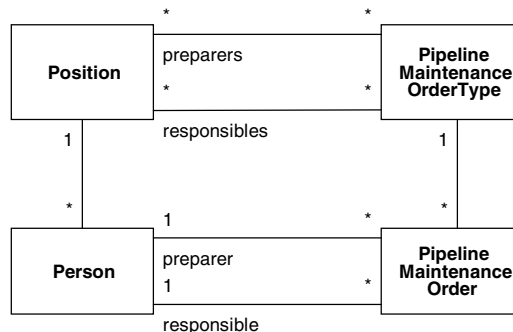 * *
preparers
Position
Pipeline
Maintenance
OrderType
* *
responsibles
1 1
* *
1 *
preparer
Person
Pipeline
Maintenance
Order
1 *
responsible